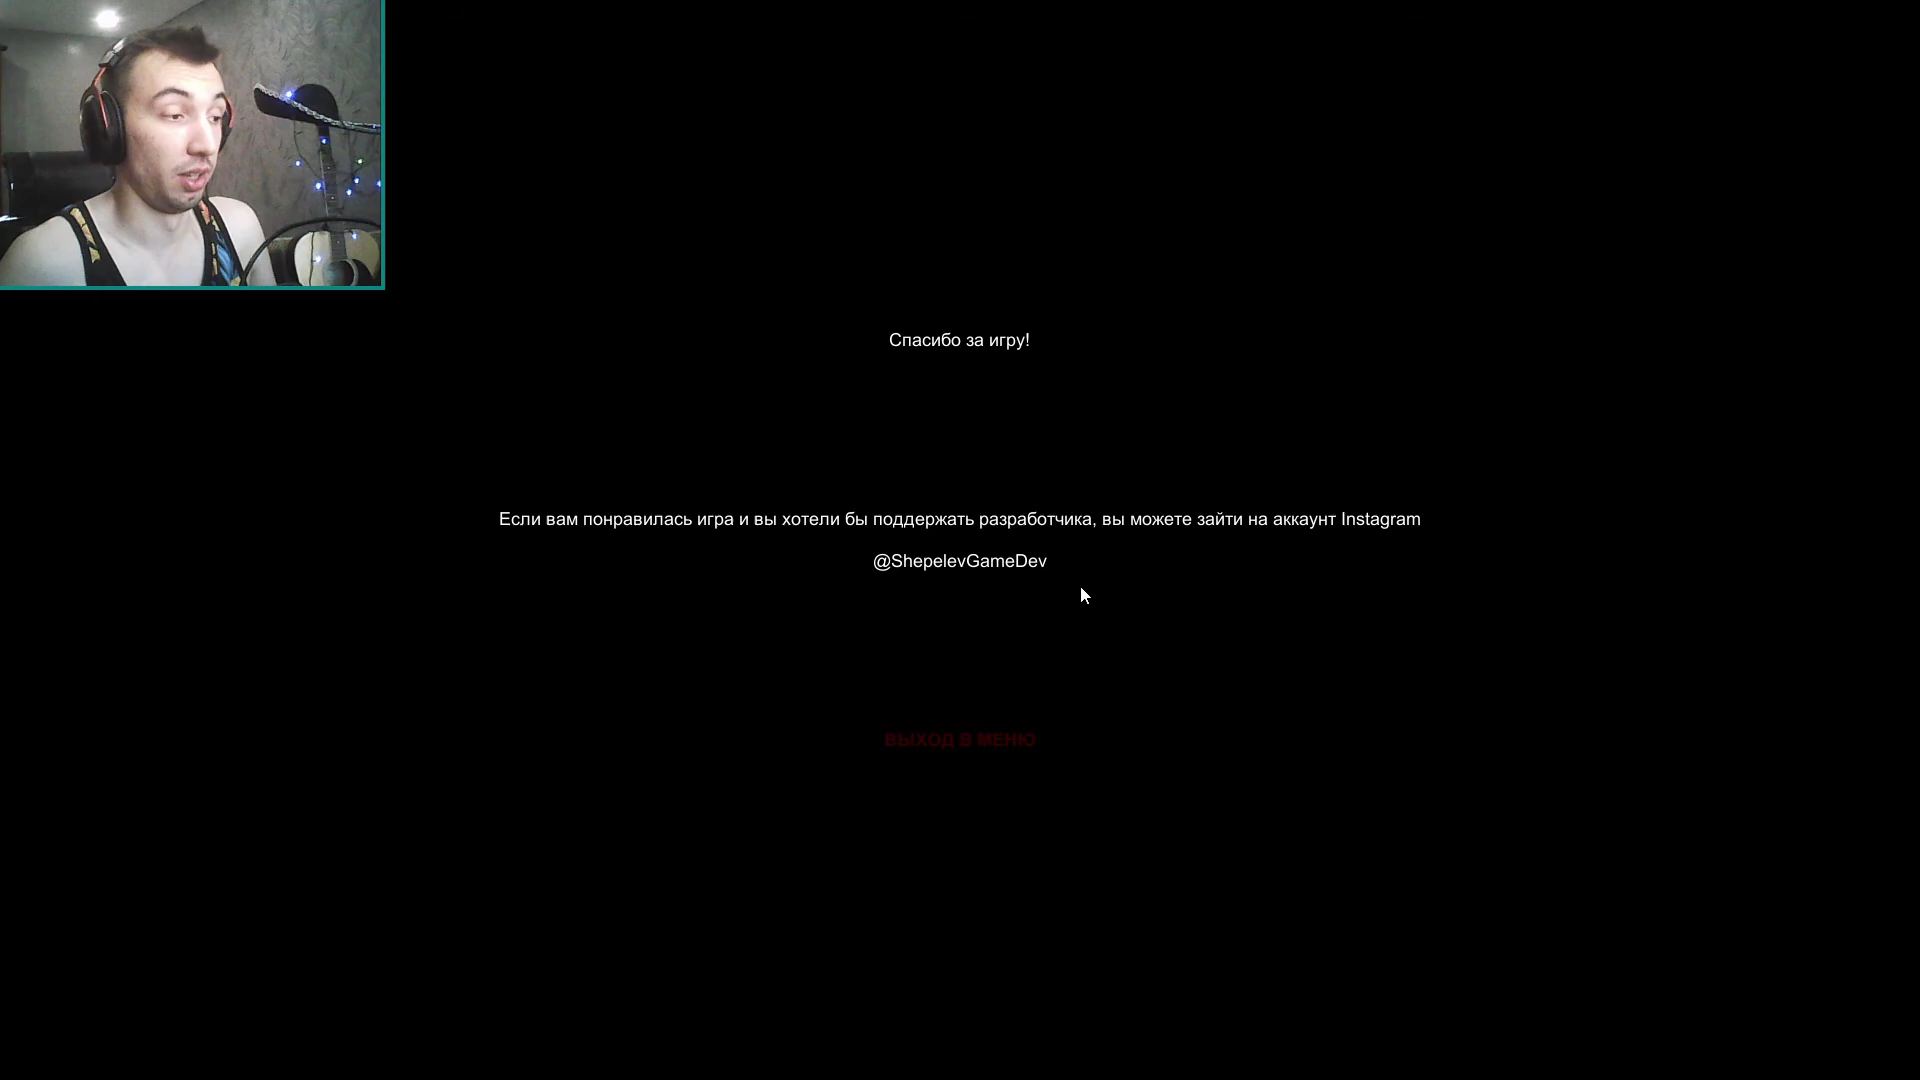 Спасибо за игру!
Если вам понравилась игра и вы хотели бы поддержать разработчика, вы можете зайти на аккаунт Instagram
@ShepelevGameDev
ВЫХОД В МЕНЮ